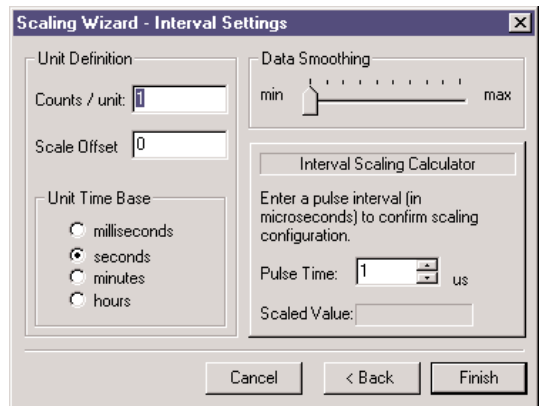 Scaling Wizard - Interval Settings
Unit Definition
Counts / unit: 1
Scale Offset 0
Unit Time Base
milliseconds
seconds
minutes
hours
Data Smoothing
min max
Interval Scaling Calculator
Enter a pulse interval (in
microseconds) to confirm scaling
configuration.
Pulse Time: 1 us
Scaled Value:
Cancel < Back Finish